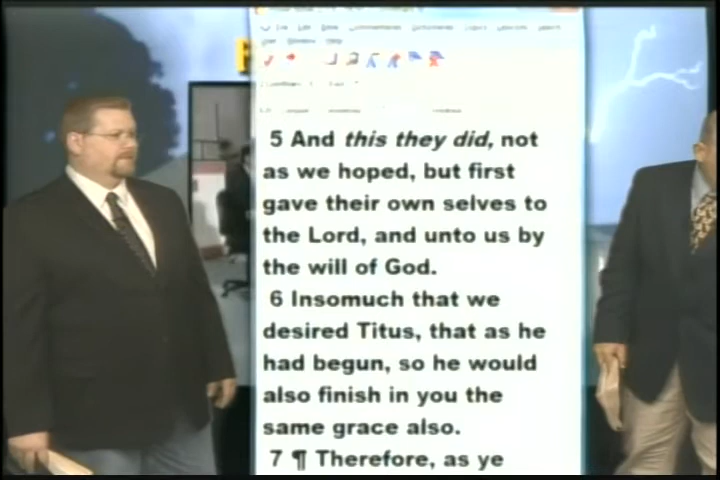 5 And this they did, not
as we hoped, but first
gave their own selves to
the Lord, and unto us by
the will of God.
6 Insomuch that we
desired Titus, that as he
had begun, so he would
also finish in you the
same grace also.
7 ¶ Therefore, as ye